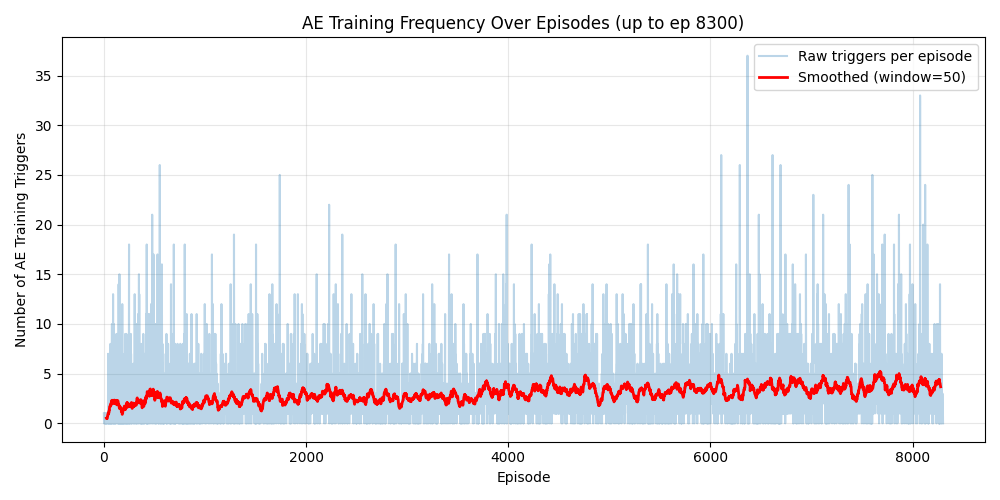 AE Training Frequency Over Episodes (up to ep 8300)
Raw triggers per episode
Smoothed (window=50)
Number of AE Training Triggers
35
30
25
20
15
10
5
0
0 2000 4000 6000 8000
Episode